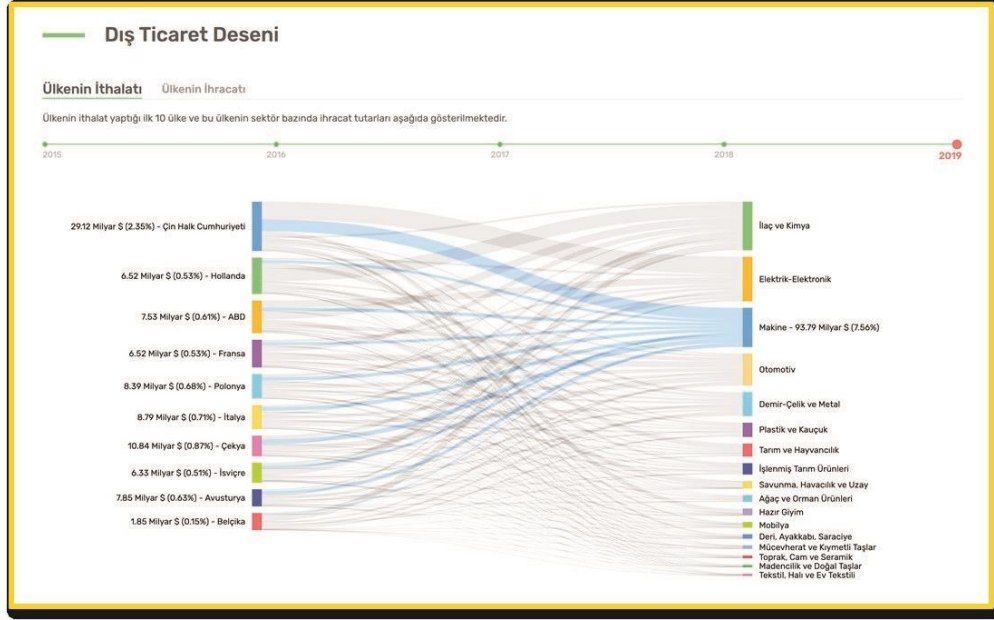 Dış Ticaret Deseni
Ülkenin İthalatı Ülkenin İhracatı
Ülkenin ithalat yaptığı ilk 10 ülke ve bu ülkenin sektör bazında ihracat tutarları aşağıda gösterilmektedir.
2015 2016 2017 2018 2019
29.12 Milyar $ (2.35%) - Çin Halk Cumhuriyeti
6.52 Milyar $ (0.53%) - Hollanda
7.53 Milyar $ (0.61%) - ABD
6.52 Milyar $ (0.53%) - Fransa
8.39 Milyar $ (0.68%) - Polonya
8.79 Milyar $ (0.71%) - İtalya
10.84 Milyar $ (0.87%) - Çekya
6.33 Milyar $ (0.51%) - İsviçre
7.85 Milyar $ (0.63%) - Avusturya
1.85 Milyar $ (0.15%) - Belçika
İlaç ve Kimya
Elektrik-Elektronik
Makine - 93.79 Milyar $ (7.56%)
Otomotiv
Demir-Çelik ve Metal
Plastik ve Kauçuk
Tarım ve Hayvancılık
İşlenmiş Tarım Ürünleri
Savunma, Havacılık ve Uzay
Ağaç ve Orman Ürünleri
Hazır Giyim
Mobilya
Deri, Ayakkabı, Saraciye
Mücevherat ve Kıymetli Taşlar
Toprak, Cam ve Seramik
Madencilik ve Doğal Taşlar
Tekstil, Halı ve Ev Tekstili